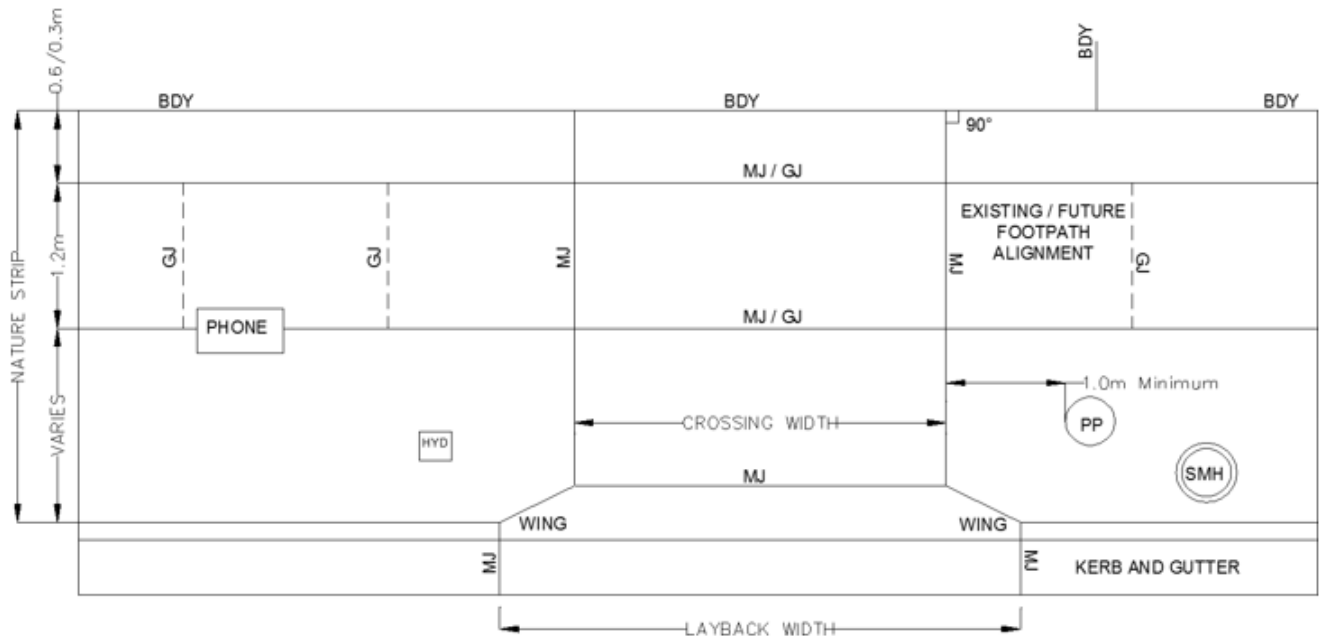 BDY
0.6/0.3m
BDY
BDY
BDY
90°
MJ / GJ
EXISTING / FUTURE
FOOTPATH
ALIGNMENT
GJ
GJ
MJ
MJ
GJ
1.2m
NATURE STRIP
PHONE
MJ / GJ
1.0m Minimum
VARIES
CROSSING WIDTH
PP
HYD
MJ
SMH
WING
WING
MJ
MJ
KERB AND GUTTER
LAYBACK WIDTH